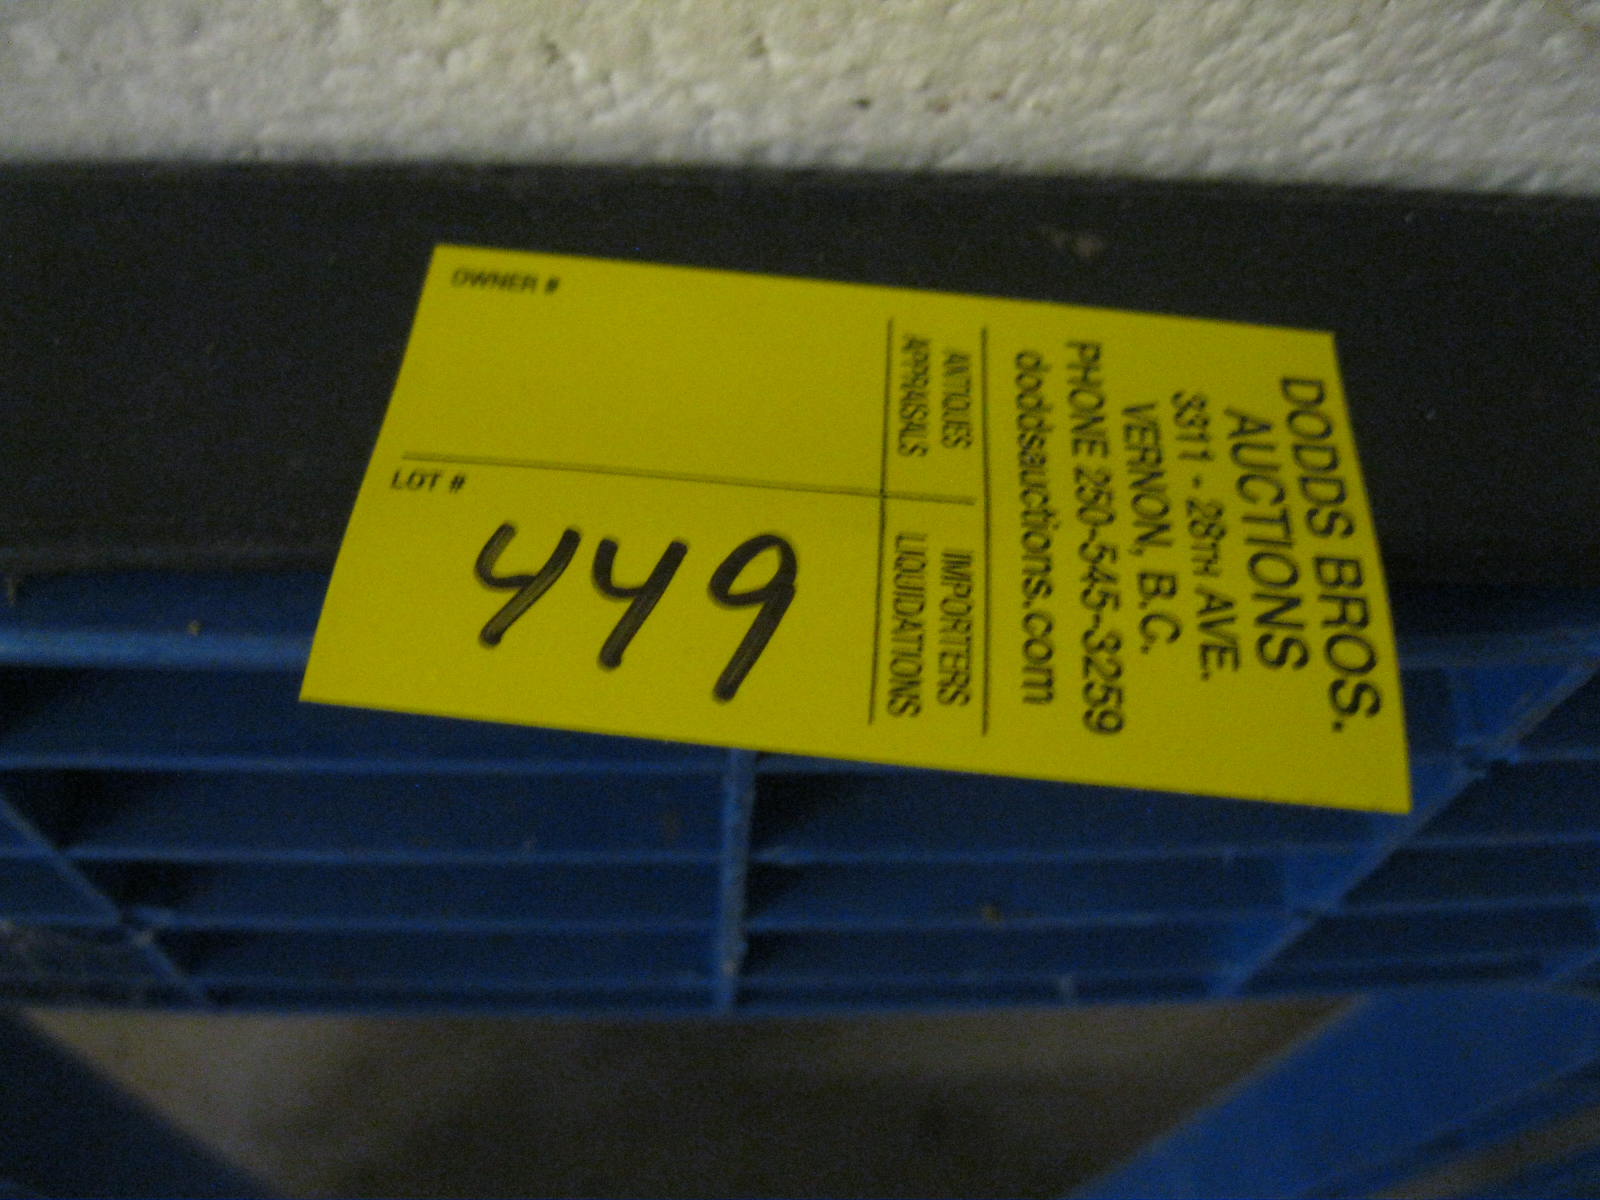 DODDS BROS.
AUCTIONS
3311 - 28TH AVE.
VERNON, B.C.
PHONE 250-545-3259
doddsauctions.com
ANTIQUES
APPRAISALS
IMPORTERS
LIQUIDATIONS
OWNER #
LOT #
449